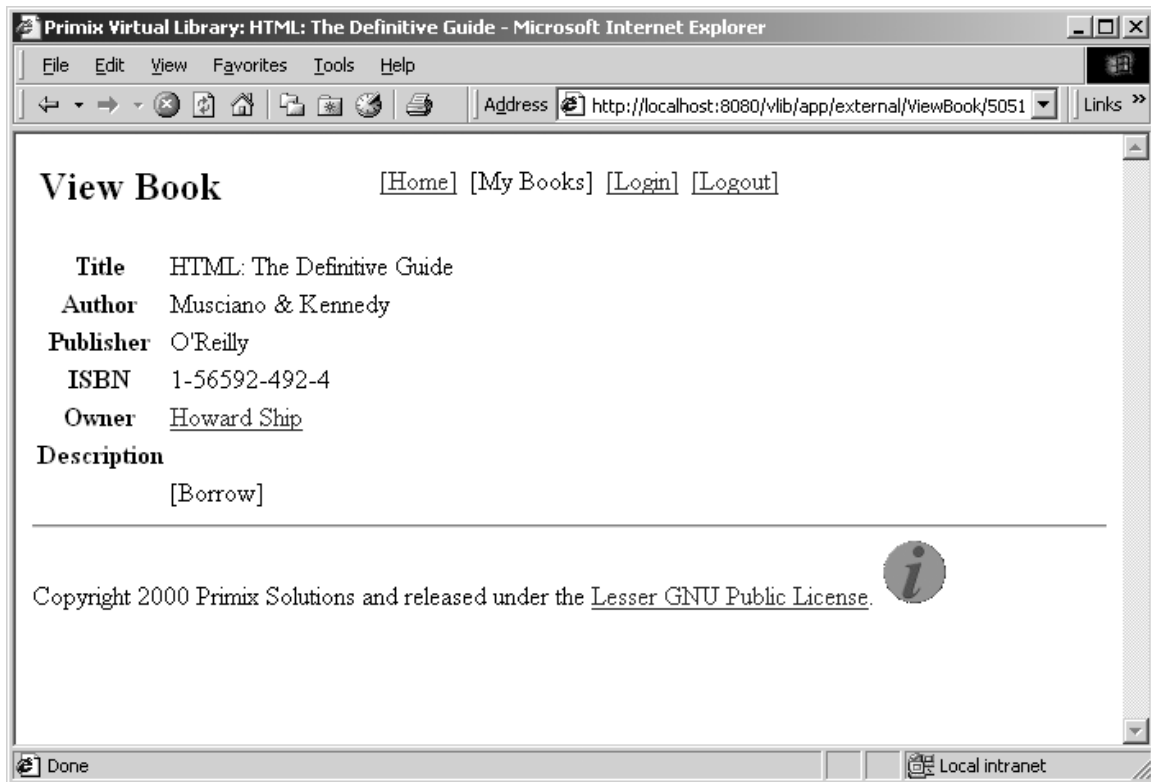 Primix Virtual Library: HTML: The Definitive Guide - Microsoft Internet Explorer
File Edit View Favorites Tools Help
Address http://localhost:8080/vlib/app/external/ViewBook/5051 Links »
View Book [Home] [My Books] [Login] [Logout]
Title HTML: The Definitive Guide
Author Musciano & Kennedy
Publisher O'Reilly
ISBN 1-56592-492-4
Owner Howard Ship
Description
[Borrow]
Copyright 2000 Primix Solutions and released under the Lesser GNU Public License. i
Done Local intranet